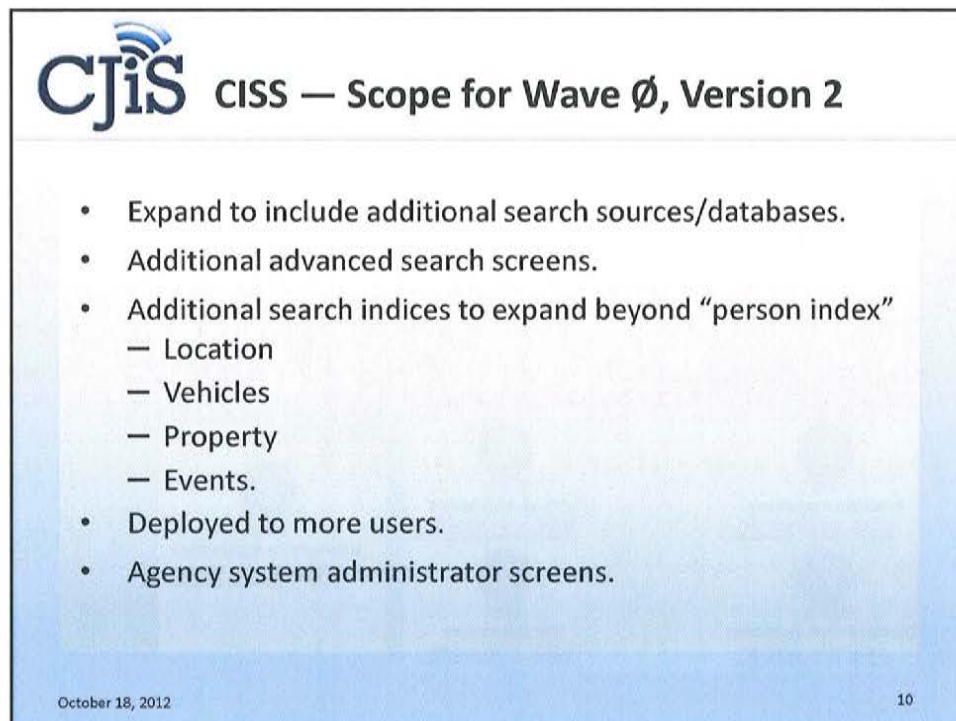 CJiS
CISS — Scope for Wave Ø, Version 2
• Expand to include additional search sources/databases.
• Additional advanced search screens.
• Additional search indices to expand beyond “person index”
— Location
— Vehicles
— Property
— Events.
• Deployed to more users.
• Agency system administrator screens.
October 18, 2012
10